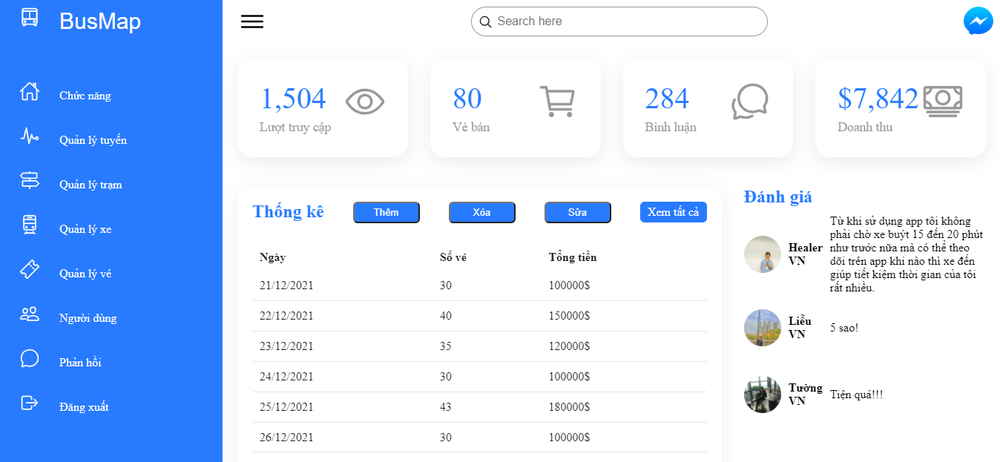 BusMap
Search here
Chức năng
Quản lý tuyến
Quản lý trạm
Quản lý xe
Quản lý vé
Người dùng
Phản hồi
Đăng xuất
1,504
Lượt truy cập
80
Vé bán
284
Bình luận
$7,842
Doanh thu
Thống kê
Thêm
Xóa
Sửa
Xem tất cả
Ngày Số vé Tổng tiền
21/12/2021 30 100000$
22/12/2021 40 150000$
23/12/2021 35 120000$
24/12/2021 30 100000$
25/12/2021 43 180000$
26/12/2021 30 100000$
Đánh giá
Healer
VN
Từ khi sử dụng app tôi không
phải chờ xe buýt 15 đến 20 phút
như trước nữa mà có thể theo
dõi trên app khi nào thì xe đến
giúp tiết kiệm thời gian của tôi
rất nhiều.
Liễu
VN
5 sao!
Tường
VN
Tiện quá!!!